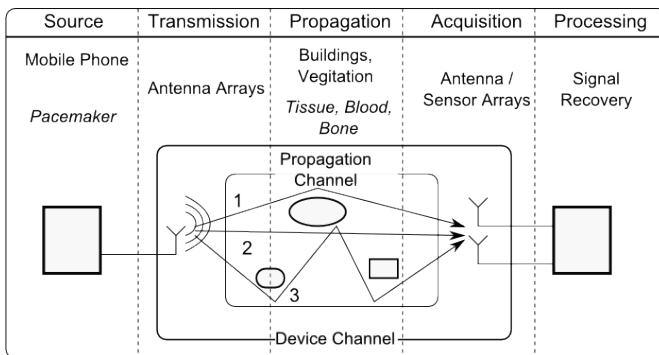 Source Transmission Propagation Acquisition Processing
Mobile Phone
Pacemaker
Antenna Arrays
Buildings,
Vegitation
Tissue, Blood,
Bone
Antenna /
Sensor Arrays
Signal
Recovery
Propagation
Channel
1
2
3
Device Channel